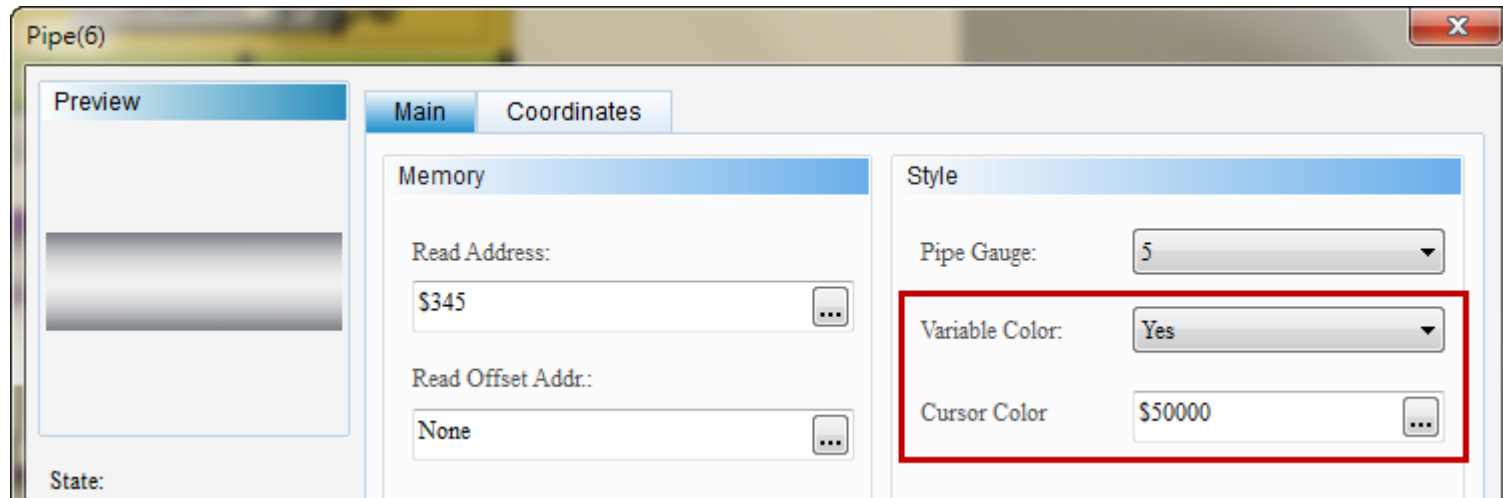 Pipe(6)
Preview
Main
Coordinates
Memory
Read Address:
$345
...
Read Offset Addr.:
None
...
Style
Pipe Gauge:
5
Variable Color:
Yes
Cursor Color
$50000
...
State: